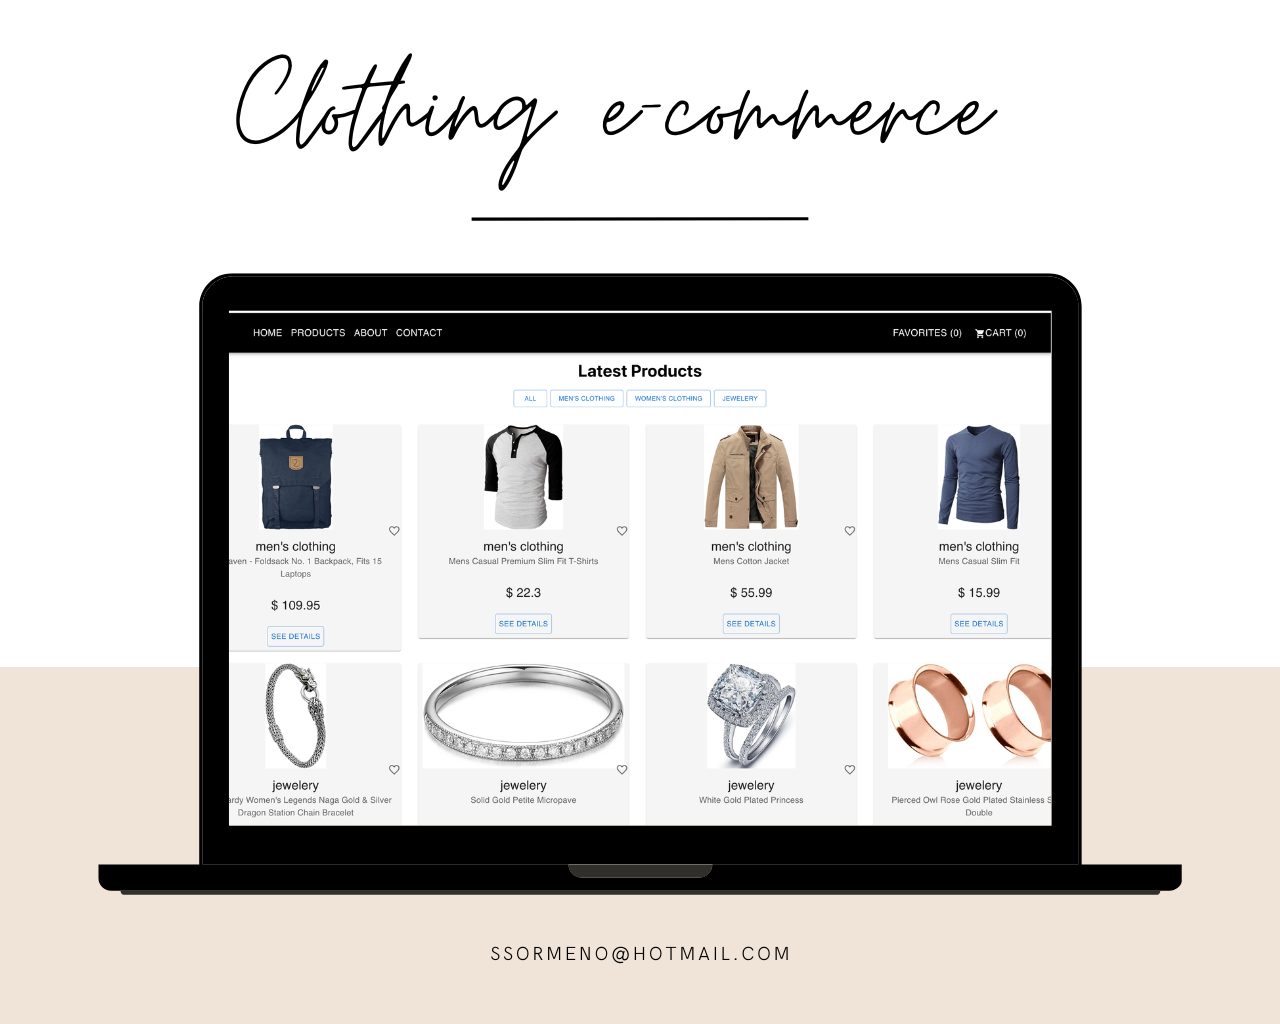 Clothing e-commerce
HOME PRODUCTS ABOUT CONTACT FAVORITES (0) CART (0)
Latest Products
ALL MEN'S CLOTHING WOMEN'S CLOTHING JEWELERY
men's clothing men's clothing men's clothing men's clothing
- Foldsack No. 1 Backpack, Fits 15 Mens Casual Premium Slim Fit T-Shirts Mens Cotton Jacket Mens Casual Slim Fit
Laptops
$ 109.95 $ 22.3 $ 55.99 $ 15.99
SEE DETAILS SEE DETAILS SEE DETAILS SEE DETAILS
jewelery jewelery jewelery jewelery
Women's Legends Naga Gold & Silver Solid Gold Petite Micropave White Gold Plated Princess Pierced Owl Rose Gold Plated Stainless
Dragon Station Chain Bracelet Double
SSORMENO@HOTMAIL.COM